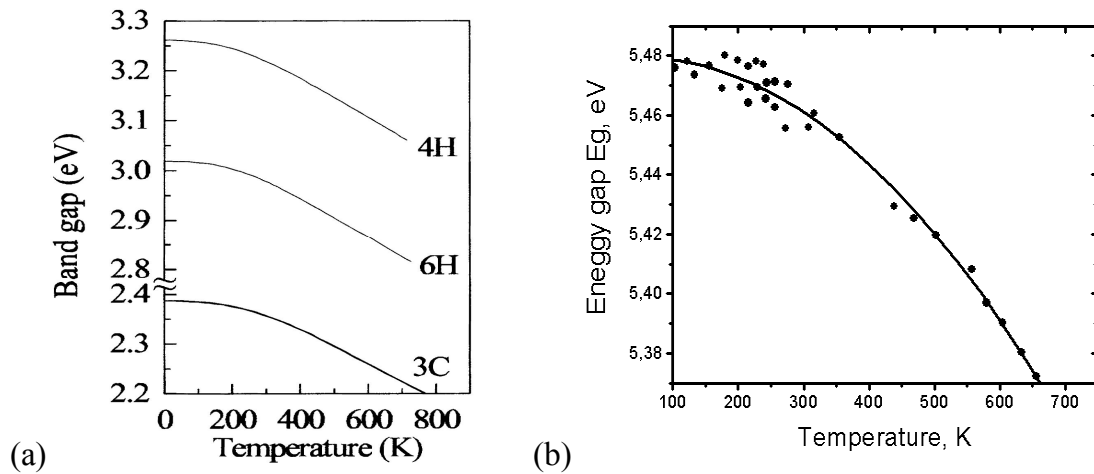 3.3
3.2
3.1
3.0
2.9
2.8
2.4
2.3
2.2
Band gap (eV)
4H
6H
3C
0 200 400 600 800
Temperature (K)
(a)
5,48
5,46
5,44
5,42
5,40
5,38
Eneggy gap Eg, eV
100 200 300 400 500 600 700
Temperature, K
(b)